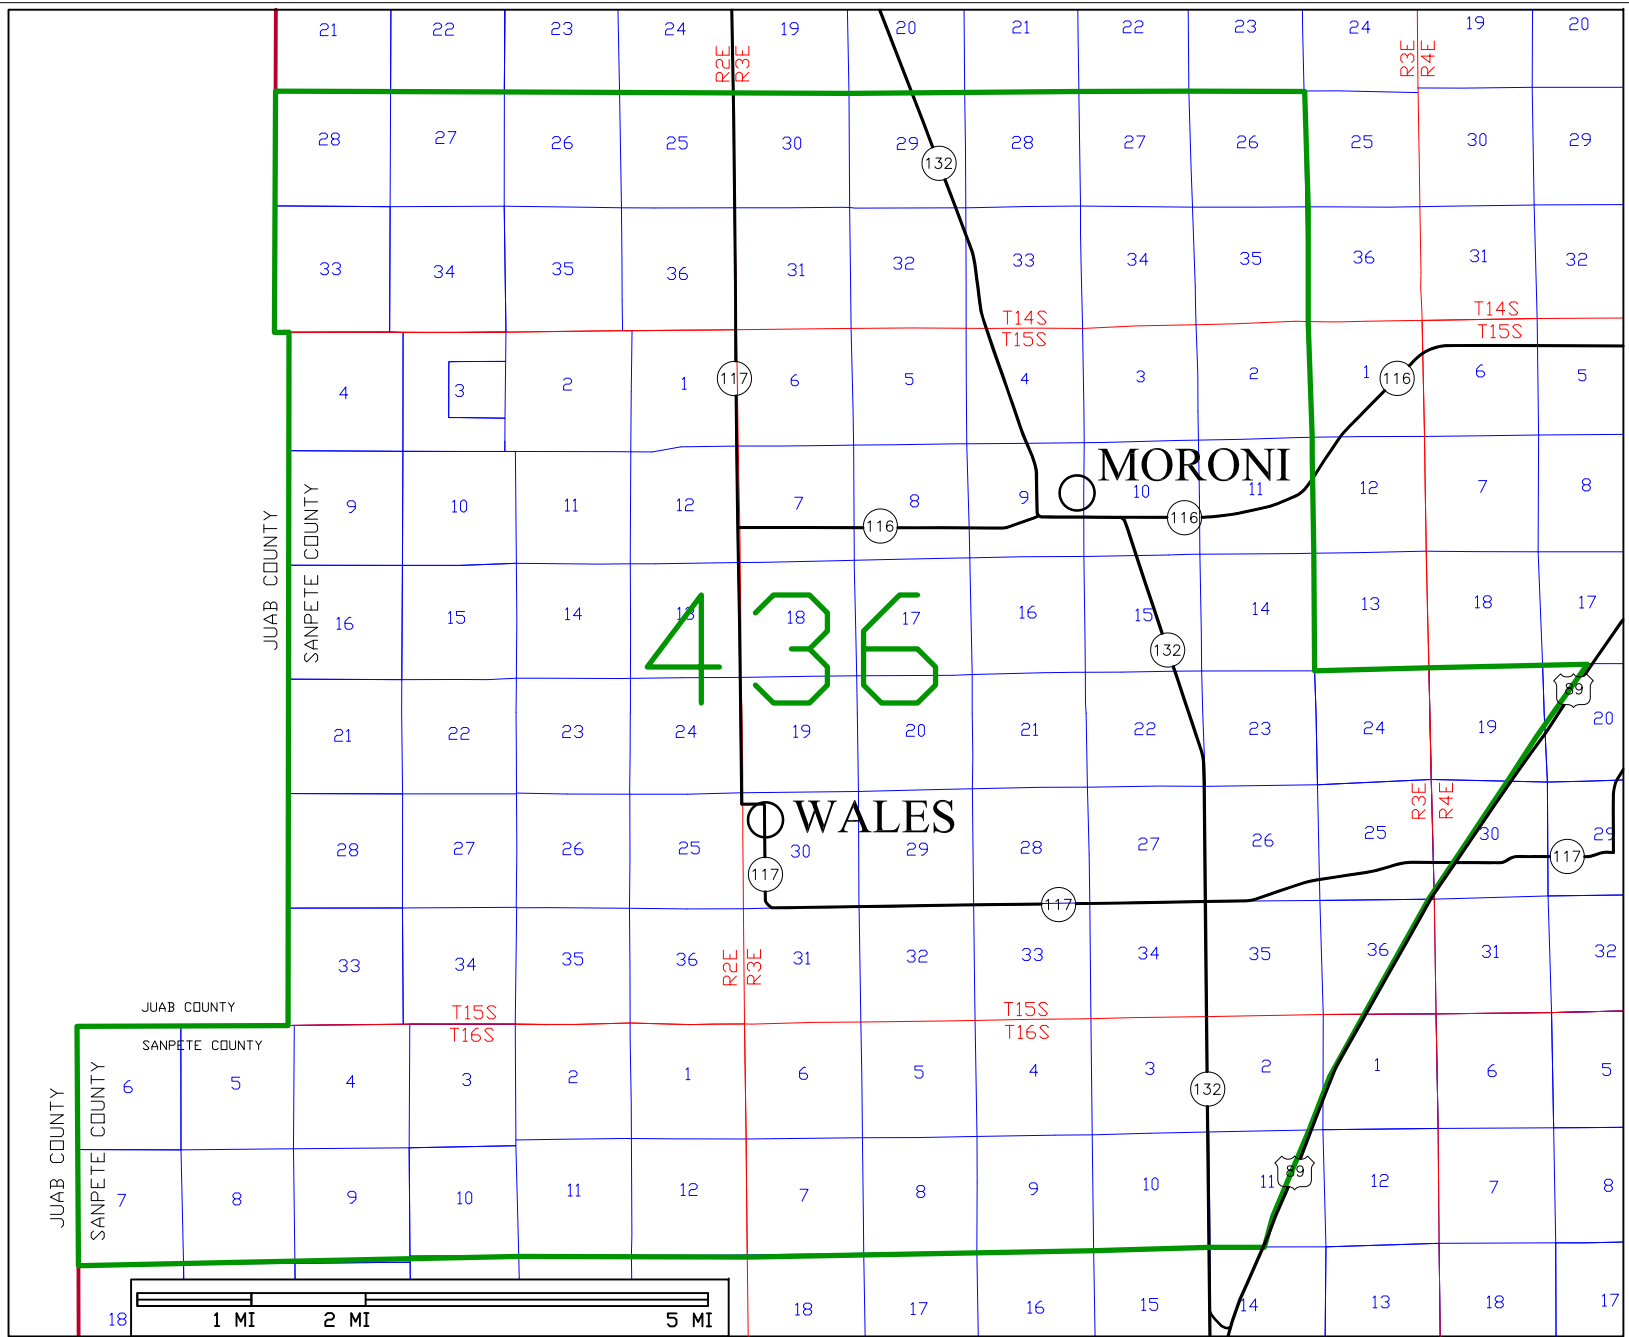 21 22 23 24 19 20 21 22 23 24 19 20
R2E R3E R3E R4E
28 27 26 25 30 29 28 27 26 25 30 29
132
33 34 35 36 31 32 33 34 35 36 31 32
T14S T14S
T15S T15S
4 3 2 1 117 6 5 4 3 2 1 116 6 5
MORONI
9 10 11 12 7 8 9 10 11 12 7 8
116 116
JUAB COUNTY SANPETE COUNTY
436
16 15 14 13 18 17 16 15 14 13 18 17
132
89
21 22 23 24 19 20 21 22 23 24 19 20
R3E R4E
WALES
28 27 26 25 30 29 28 27 26 25 30 29
117 117
117
33 34 35 36 R2E R3E 31 32 33 34 35 36 31 32
JUAB COUNTY T15S T15S
SANPETE COUNTY T16S T16S
6 5 4 3 2 1 6 5 4 3 2 1 6 5
132
JUAB COUNTY SANPETE COUNTY
89
7 8 9 10 11 12 7 8 9 10 11 12 7 8
18 18 17 16 15 14 13 18 17
1 MI 2 MI 5 MI